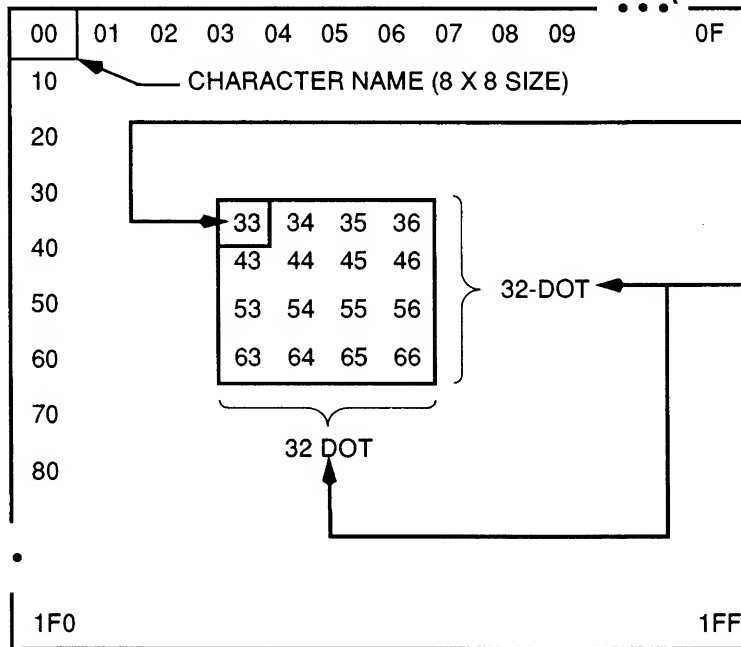 00 01 02 03 04 05 06 07 08 09 ••• 0F
10 CHARACTER NAME (8 X 8 SIZE)
20
30
33 34 35 36
40
43 44 45 46
32-DOT
50
53 54 55 56
60
63 64 65 66
70
32 DOT
80
1F0 1FF